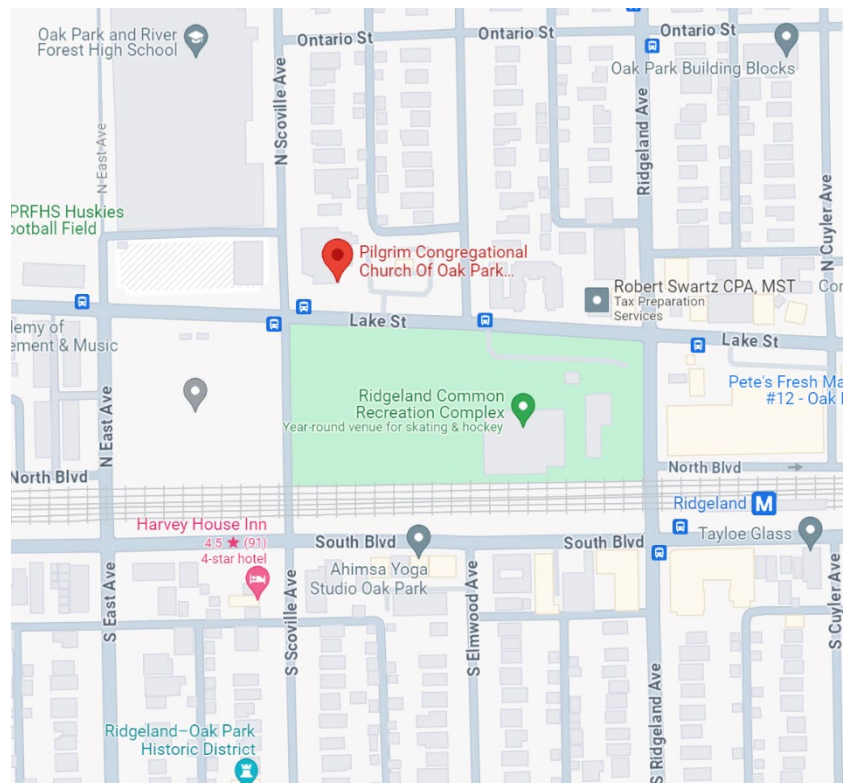 Oak Park and River
Forest High School
Ontario St
Ontario St
Ontario St
Oak Park Building Blocks
N East Ave
N Scoville Ave
Ridgeland Ave
N Cuyler Ave
PRFHS Huskies
ootball Field
Pilgrim Congregational
Church Of Oak Park...
Robert Swartz CPA, MST
Tax Preparation
Services
Con
Lake St
Lake St
demy of
ement & Music
Ridgeland Common
Recreation Complex
Year-round venue for skating & hockey
Pete's Fresh Ma
#12 - Oak
N East Ave
North Blvd
North Blvd
Ridgeland
M
Harvey House Inn
4.5 ★ (91)
4-star hotel
South Blvd
South Blvd
Tayloe Glass
Ahimsa Yoga
Studio Oak Park
S East Ave
S Scoville Ave
S Elmwood Ave
S Ridgeland Ave
S Cuyler Ave
Ridgeland–Oak Park
Historic District